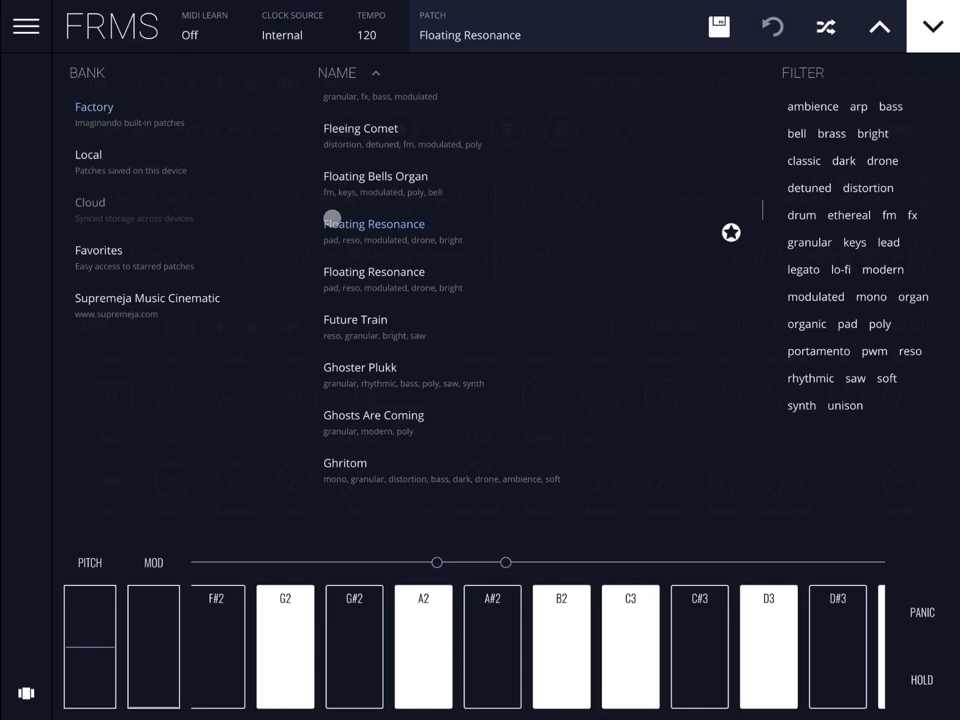 FRMS
MIDI LEARN
Off
CLOCK SOURCE
Internal
TEMPO
120
PATCH
Floating Resonance
BANK
Factory
Imaginando built-in patches
Local
Patches saved on this device
Cloud
Synced storage across devices
Favorites
Easy access to starred patches
Supremeja Music Cinematic
www.supremeja.com
NAME
granular, fx, bass, modulated
Fleeing Comet
distortion, detuned, fm, modulated, poly
Floating Bells Organ
fm, keys, modulated, poly, bell
Floating Resonance
pad, reso, modulated, drone, bright
Floating Resonance
pad, reso, modulated, drone, bright
Future Train
reso, granular, bright, saw
Ghoster Plukk
granular, rhythmic, bass, poly, saw, synth
Ghosts Are Coming
granular, modern, poly
Ghritom
mono, granular, distortion, bass, dark, drone, ambience, soft
FILTER
ambience arp bass
bell brass bright
classic dark drone
detuned distortion
drum ethereal fm fx
granular keys lead
legato lo-fi modern
modulated mono organ
organic pad poly
portamento pwm reso
rhythmic saw soft
synth unison
PITCH MOD
F#2 G2 G#2 A2 A#2 B2 C3 C#3 D3 D#3
PANIC
HOLD